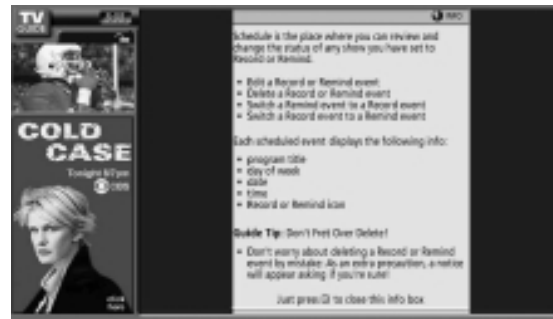 TV
GUIDE
INFO
Schedule is the place where you can review and
change the status of any show you have set to
Record or Remind.
• Edit a Record or Remind event
• Delete a Record or Remind event
• Switch a Remind event to a Record event
• Switch a Record event to a Remind event
Each scheduled event displays the following info:
• program title
• day of week
• date
• time
• Record or Remind icon
Guide Tip: Don't Fret Over Delete!
• Don't worry about deleting a Record or Remind
event by mistake. As an extra precaution, a notice
will appear asking if you're sure!
Just press to close this info box
COLD
CASE
Tonight
CBS
click
here